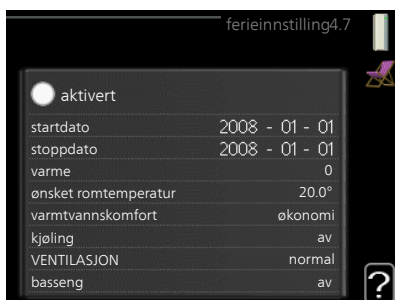 ferieinnstilling4.7
aktivert
startdato 2008 - 01 - 01
stoppdato 2008 - 01 - 01
varme 0
ønsket romtemperatur 20.0°
varmtvannskomfort økonomi
kjøling av
VENTILASJON normal
basseng av
?